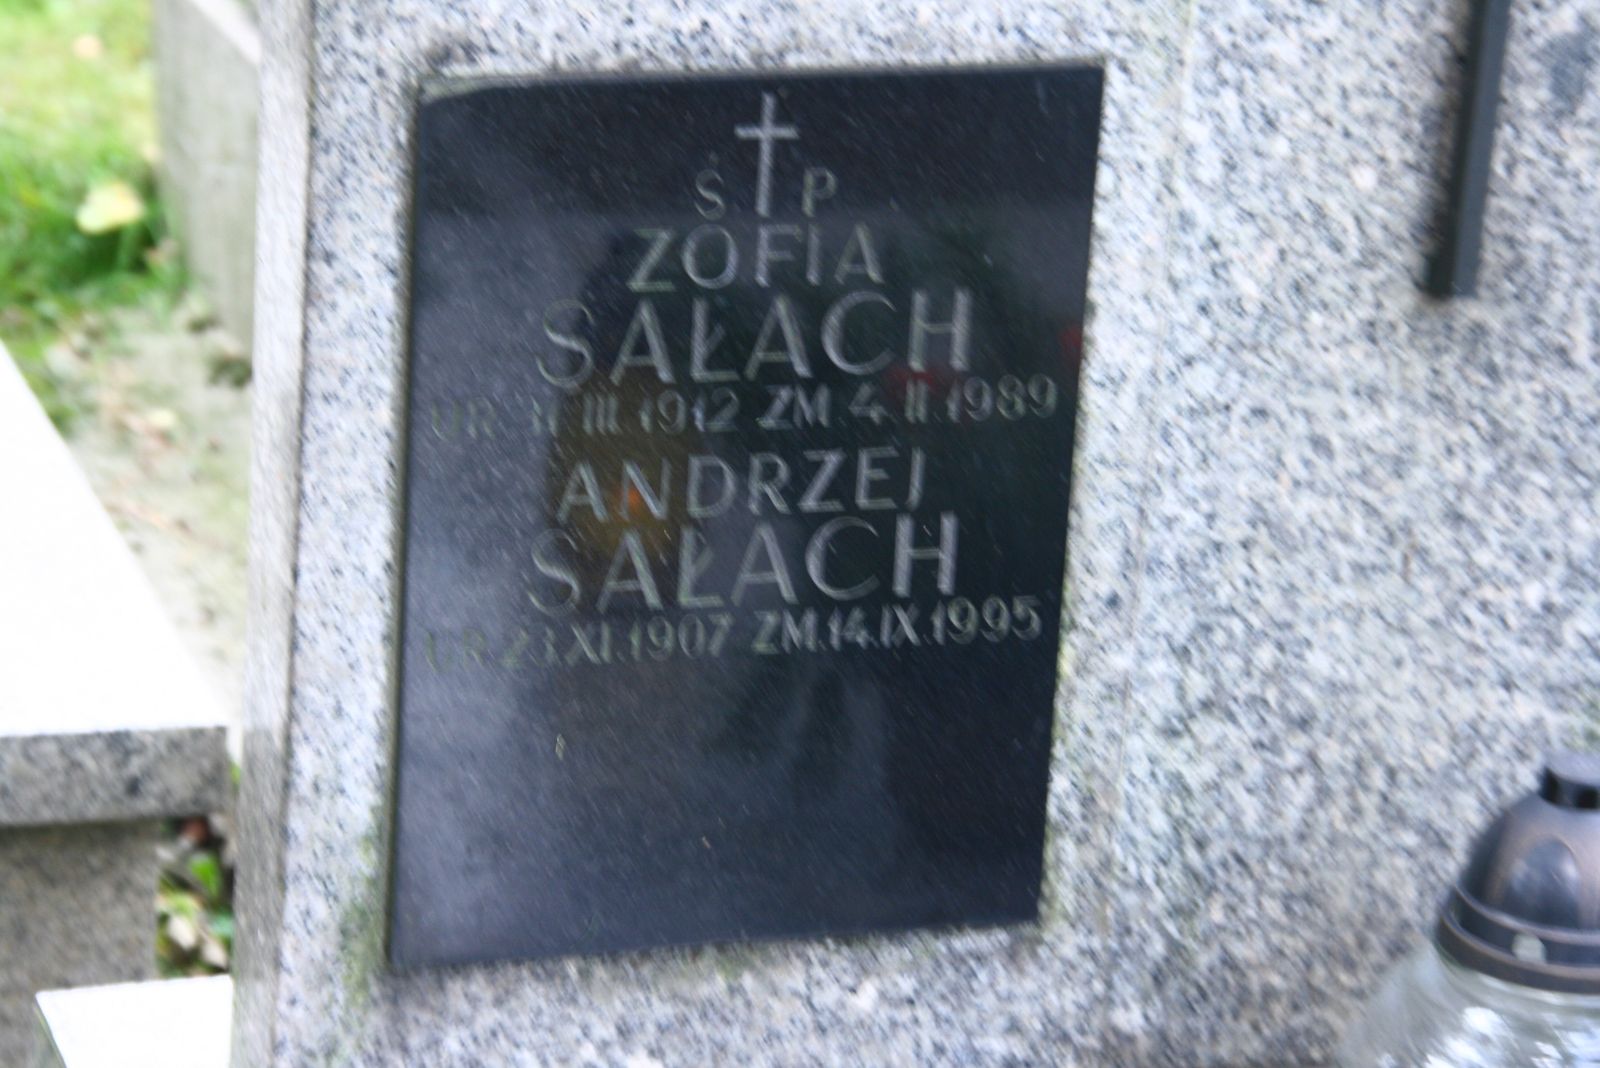 Ś P
ZOFIA
SAŁACH
UR. 11 III 1912 ZM. 4. II. 1989
ANDRZEJ
SAŁACH
UR. 23.XI.1907 ZM.14.IX.1995